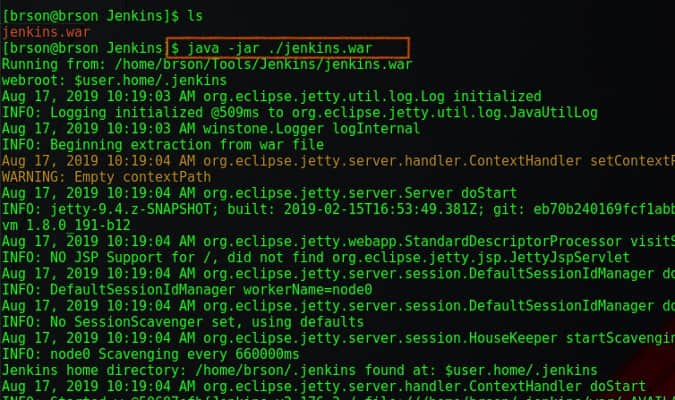 [brson@brson Jenkins]$ ls
jenkins.war
[brson@brson Jenkins]$ java -jar ./jenkins.war
Running from: /home/brson/Tools/Jenkins/jenkins.war
webroot: $user.home/.jenkins
Aug 17, 2019 10:19:03 AM org.eclipse.jetty.util.log.Log initialized
INFO: Logging initialized @509ms to org.eclipse.jetty.util.log.JavaUtilLog
Aug 17, 2019 10:19:03 AM winstone.Logger logInternal
INFO: Beginning extraction from war file
Aug 17, 2019 10:19:04 AM org.eclipse.jetty.server.handler.ContextHandler setContextP
WARNING: Empty contextPath
Aug 17, 2019 10:19:04 AM org.eclipse.jetty.server.Server doStart
INFO: jetty-9.4.z-SNAPSHOT; built: 2019-02-15T16:53:49.381Z; git: eb70b240169fcf1abb
vm 1.8.0_191-b12
Aug 17, 2019 10:19:04 AM org.eclipse.jetty.webapp.StandardDescriptorProcessor visitS
INFO: NO JSP Support for /, did not find org.eclipse.jetty.jsp.JettyJspServlet
Aug 17, 2019 10:19:04 AM org.eclipse.jetty.server.session.DefaultSessionIdManager do
INFO: DefaultSessionIdManager workerName=node0
Aug 17, 2019 10:19:04 AM org.eclipse.jetty.server.session.DefaultSessionIdManager do
INFO: No SessionScavenger set, using defaults
Aug 17, 2019 10:19:04 AM org.eclipse.jetty.server.session.HouseKeeper startScavengin
INFO: node0 Scavenging every 660000ms
Jenkins home directory: /home/brson/.jenkins found at: $user.home/.jenkins
Aug 17, 2019 10:19:04 AM org.eclipse.jetty.server.handler.ContextHandler doStart
INFO: Started